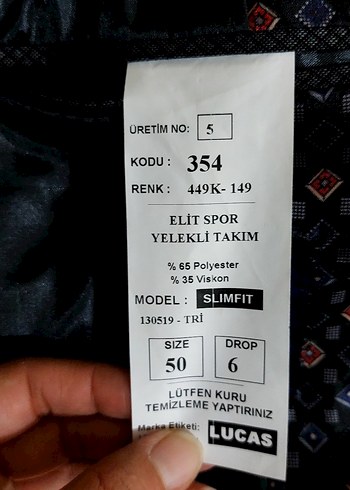 ÜRETİM NO: 5
KODU : 354
RENK : 449K- 149
ELİT SPOR
YELEKLİ TAKIM
% 65 Polyester
% 35 Viskon
MODEL : SLIMFIT
130519 - TRİ
SIZE DROP
50 6
LÜTFEN KURU
TEMİZLEME YAPTIRINIZ
Marka Etiketi: LUCAS